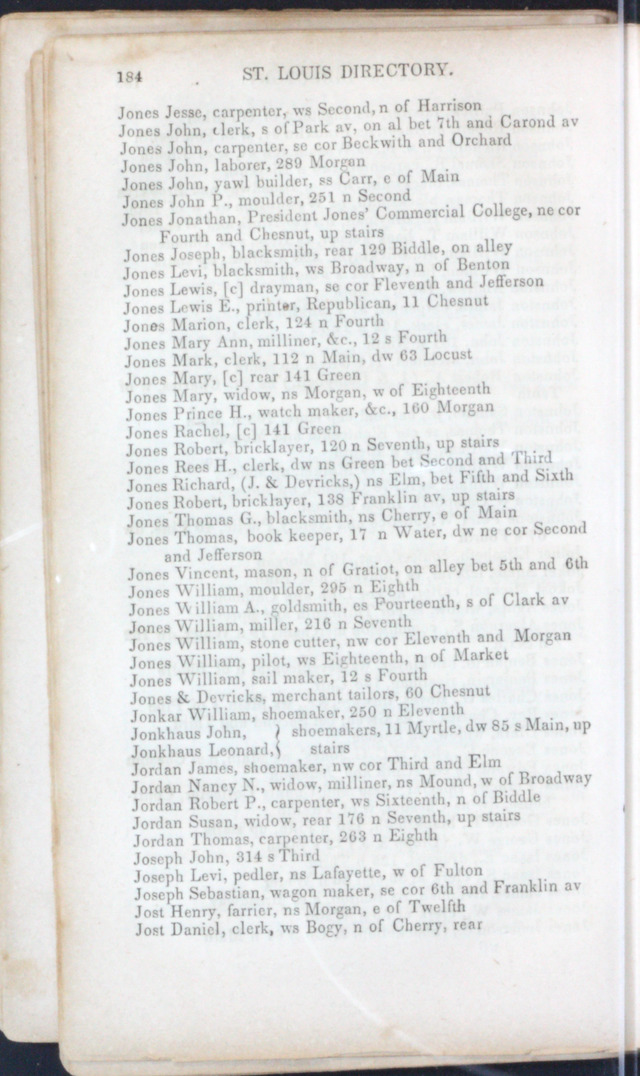 184 ST. LOUIS DIRECTORY.
Jones Jesse, carpenter, ws Second, n of Harrison
Jones John, clerk, s of Park av, on al bet 7th and Carond av
Jones John, carpenter, se cor Beckwith and Orchard
Jones John, laborer, 289 Morgan
Jones John, yawl builder, ss Carr, e of Main
Jones John P., moulder, 251 n Second
Jones Jonathan, President Jones' Commercial College, ne cor
Fourth and Chesnut, up stairs
Jones Joseph, blacksmith, rear 129 Biddle, on alley
Jones Levi, blacksmith, ws Broadway, n of Benton
Jones Lewis, [c] drayman, se cor Fleventh and Jefferson
Jones Lewis E., printer, Republican, 11 Chesnut
Jones Marion, clerk, 124 n Fourth
Jones Mary Ann, milliner, &c., 12 s Fourth
Jones Mark, clerk, 112 n Main, dw 63 Locust
Jones Mary, [c] rear 141 Green
Jones Mary, widow, ns Morgan, w of Eighteenth
Jones Prince H., watch maker, &c., 160 Morgan
Jones Rachel, [c] 141 Green
Jones Robert, bricklayer, 120 n Seventh, up stairs
Jones Rees H., clerk, dw ns Green bet Second and Third
Jones Richard, (J. & Devricks,) ns Elm, bet Fifth and Sixth
Jones Robert, bricklayer, 138 Franklin av, up stairs
Jones Thomas G., blacksmith, ns Cherry, e of Main
Jones Thomas, book keeper, 17 n Water, dw ne cor Second
and Jefferson
Jones Vincent, mason, n of Gratiot, on alley bet 5th and 6th
Jones William, moulder, 295 n Eighth
Jones William A., goldsmith, es Fourteenth, s of Clark av
Jones William, miller, 216 n Seventh
Jones William, stone cutter, nw cor Eleventh and Morgan
Jones William, pilot, ws Eighteenth, n of Market
Jones William, sail maker, 12 s Fourth
Jones & Devricks, merchant tailors, 60 Chesnut
Jonkar William, shoemaker, 250 n Eleventh
Jonkhaus John, } shoemakers, 11 Myrtle, dw 85 s Main, up
Jonkhaus Leonard, } stairs
Jordan James, shoemaker, nw cor Third and Elm
Jordan Nancy N., widow, milliner, ns Mound, w of Broadway
Jordan Robert P., carpenter, ws Sixteenth, n of Biddle
Jordan Susan, widow, rear 176 n Seventh, up stairs
Jordan Thomas, carpenter, 263 n Eighth
Joseph John, 314 s Third
Joseph Levi, pedler, ns Lafayette, w of Fulton
Joseph Sebastian, wagon maker, se cor 6th and Franklin av
Jost Henry, farrier, ns Morgan, e of Twelfth
Jost Daniel, clerk, ws Bogy, n of Cherry, rear